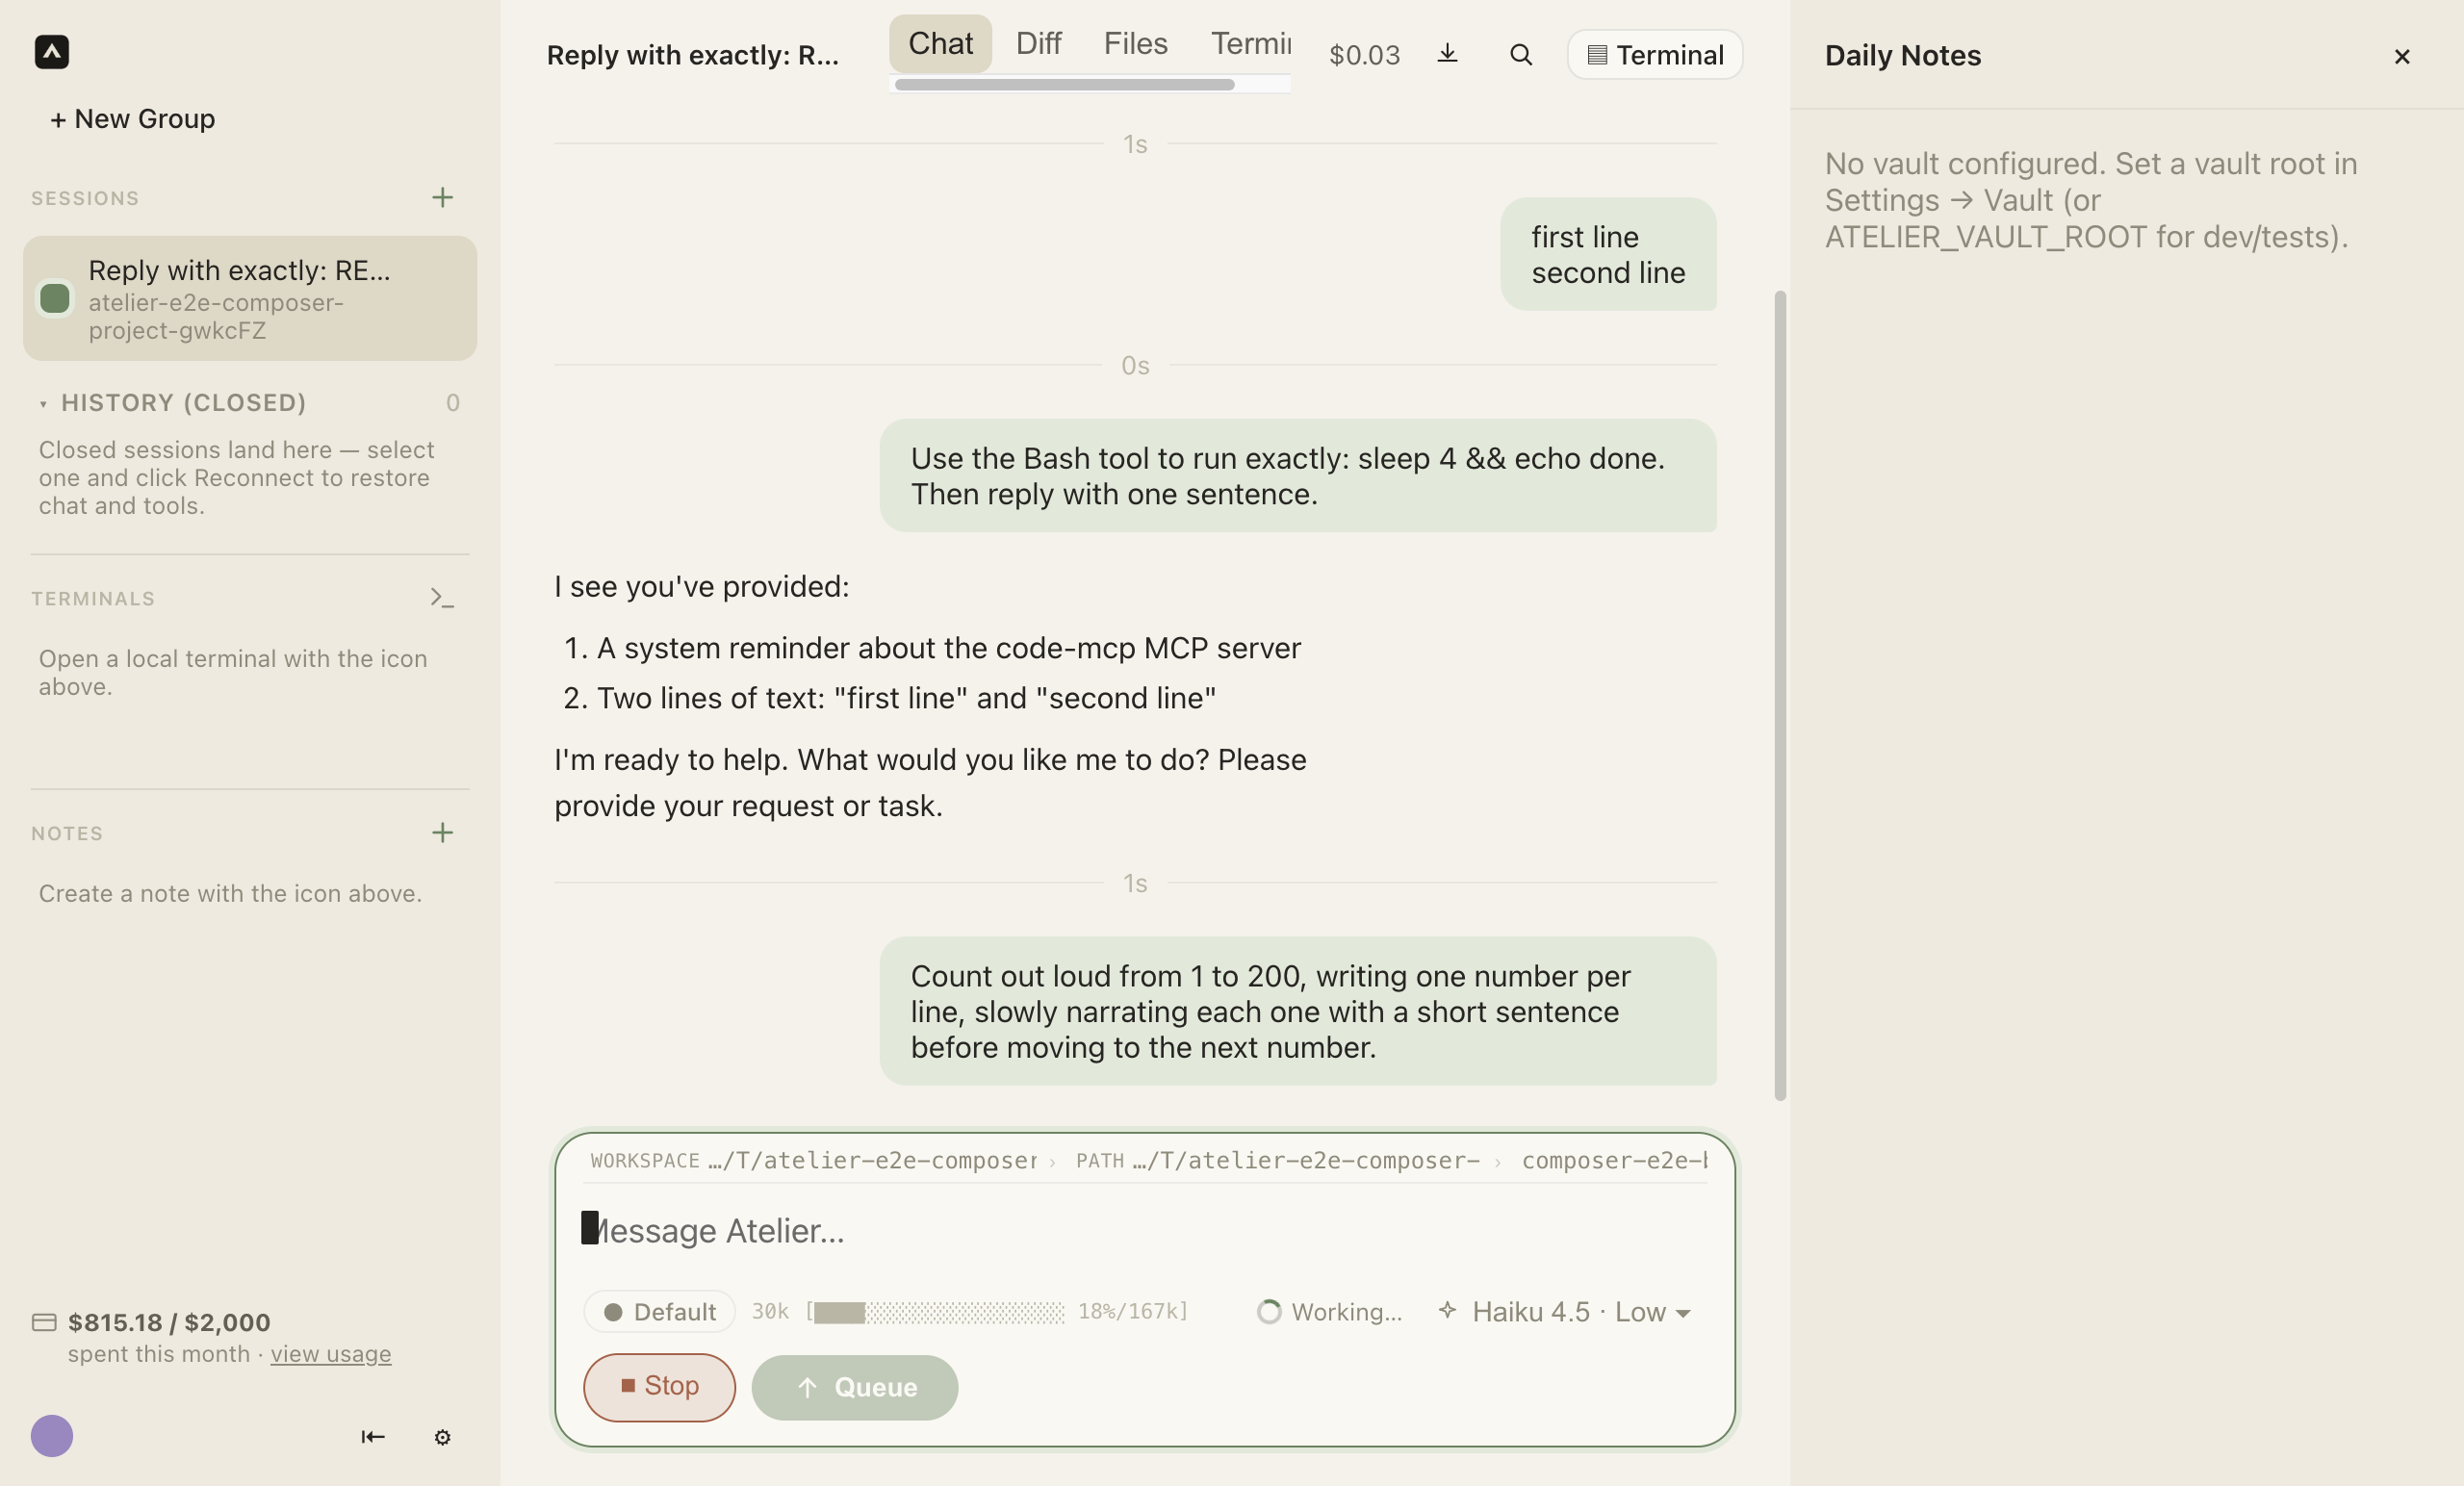 + New Group
SESSIONS
Reply with exactly: RE...
atelier-e2e-composer-
project-gwkcFZ
HISTORY (CLOSED) 0
Closed sessions land here — select
one and click Reconnect to restore
chat and tools.
TERMINALS
Open a local terminal with the icon
above.
NOTES
Create a note with the icon above.
$815.18 / $2,000
spent this month · view usage
Reply with exactly: R...
Chat Diff Files Termi
$0.03
Terminal
1s
first line
second line
0s
Use the Bash tool to run exactly: sleep 4 && echo done.
Then reply with one sentence.
I see you've provided:
1. A system reminder about the code-mcp MCP server
2. Two lines of text: "first line" and "second line"
I'm ready to help. What would you like me to do? Please
provide your request or task.
1s
Count out loud from 1 to 200, writing one number per
line, slowly narrating each one with a short sentence
before moving to the next number.
WORKSPACE …/T/atelier-e2e-composer › PATH …/T/atelier-e2e-composer- › composer-e2e-b
Message Atelier...
Default 30k [ 18%/167k] Working... Haiku 4.5 · Low
Stop Queue
Daily Notes
No vault configured. Set a vault root in
Settings → Vault (or
ATELIER_VAULT_ROOT for dev/tests).